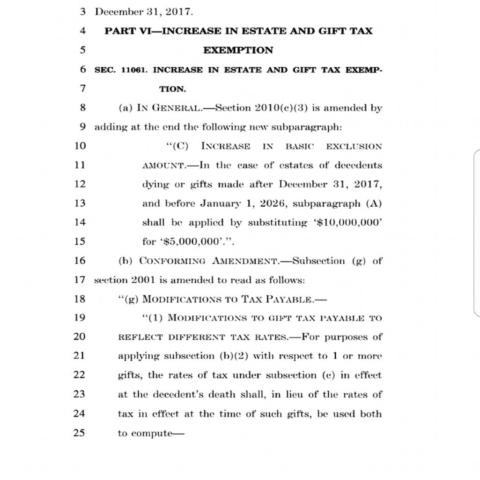 3 December 31, 2017.
4 PART VI—INCREASE IN ESTATE AND GIFT TAX
5 EXEMPTION
6 SEC. 11061. INCREASE IN ESTATE AND GIFT TAX EXEMP-
7 TION.
8 (a) IN GENERAL.—Section 2010(c)(3) is amended by
9 adding at the end the following new subparagraph:
10 “(C) INCREASE IN BASIC EXCLUSION
11 AMOUNT.—In the case of estates of decedents
12 dying or gifts made after December 31, 2017,
13 and before January 1, 2026, subparagraph (A)
14 shall be applied by substituting ‘$10,000,000’
15 for ‘$5,000,000’.”.
16 (b) CONFORMING AMENDMENT.—Subsection (g) of
17 section 2001 is amended to read as follows:
18 “(g) MODIFICATIONS TO TAX PAYABLE.—
19 “(1) MODIFICATIONS TO GIFT TAX PAYABLE TO
20 REFLECT DIFFERENT TAX RATES.—For purposes of
21 applying subsection (b)(2) with respect to 1 or more
22 gifts, the rates of tax under subsection (c) in effect
23 at the decedent’s death shall, in lieu of the rates of
24 tax in effect at the time of such gifts, be used both
25 to compute—